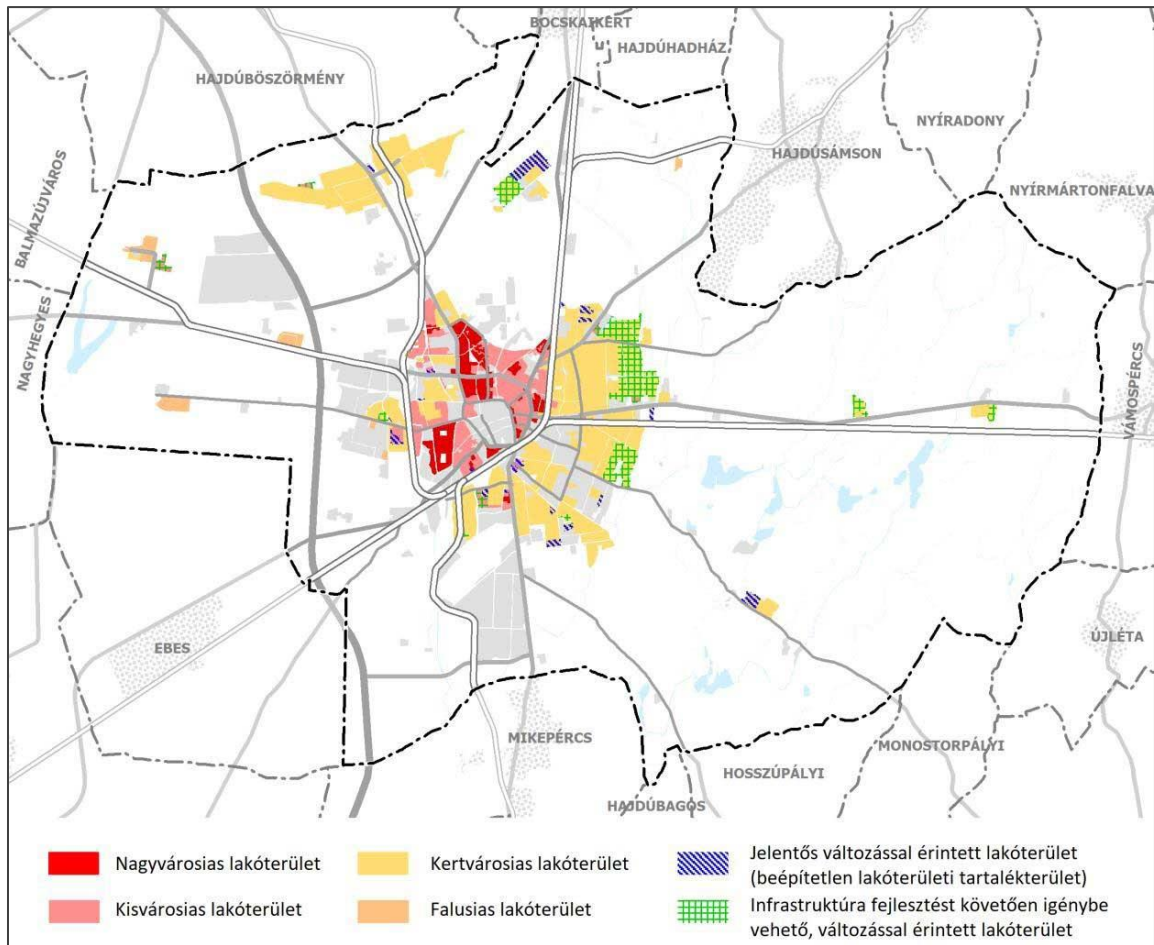 BOCSKAIKERT
HAJDÚHADHÁZ
HAJDÚBÖSZÖRMÉNY
NYÍRADONY
HAJDÚSÁMSON
NYÍRMÁRTONFALVA
BALMAZÚJVÁROS
NAGYHEGYES
VÁMOSPÉRCS
EBES
ÚJLÉTA
MIKEPÉRCS
MONOSTORPÁLYI
HOSSZÚPÁLYI
HAJDÚBAGOS
Nagyvárosias lakóterület
Kisvárosias lakóterület
Kertvárosias lakóterület
Falusias lakóterület
Jelentős változással érintett lakóterület
(beépítetlen lakóterületi tartalékterület)
Infrastruktúra fejlesztést követően igénybe
vehető, változással érintett lakóterület